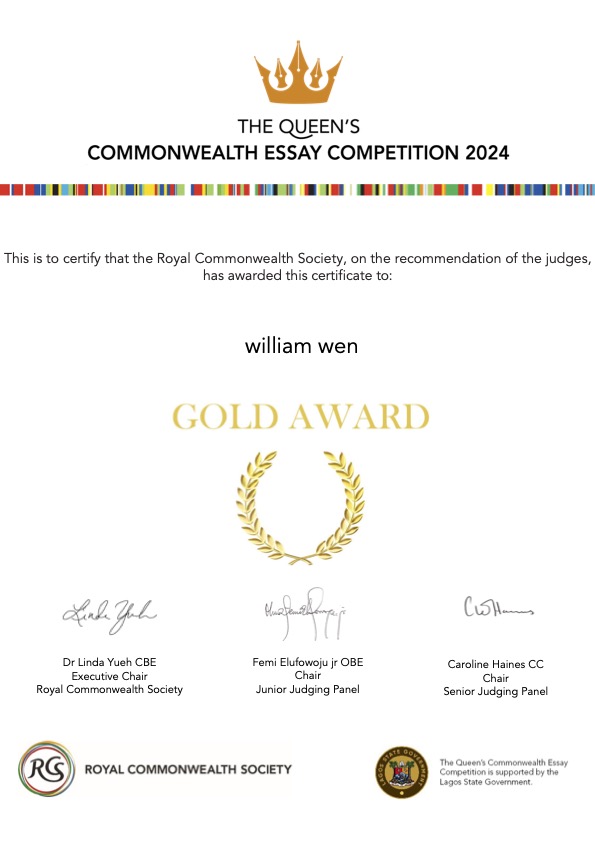 THE QUEEN'S
COMMONWEALTH ESSAY COMPETITION 2024
This is to certify that the Royal Commonwealth Society, on the recommendation of the judges,
has awarded this certificate to:
william wen
GOLD AWARD
Linda Yueh
Dr Linda Yueh CBE
Executive Chair
Royal Commonwealth Society
Femi Elufowoju jr OBE
Chair
Junior Judging Panel
Caroline Haines CC
Chair
Senior Judging Panel
RCS
ROYAL COMMONWEALTH SOCIETY
LAGOS STATE GOVERNMENT
The Queen's Commonwealth Essay
Competition is supported by the
Lagos State Government.